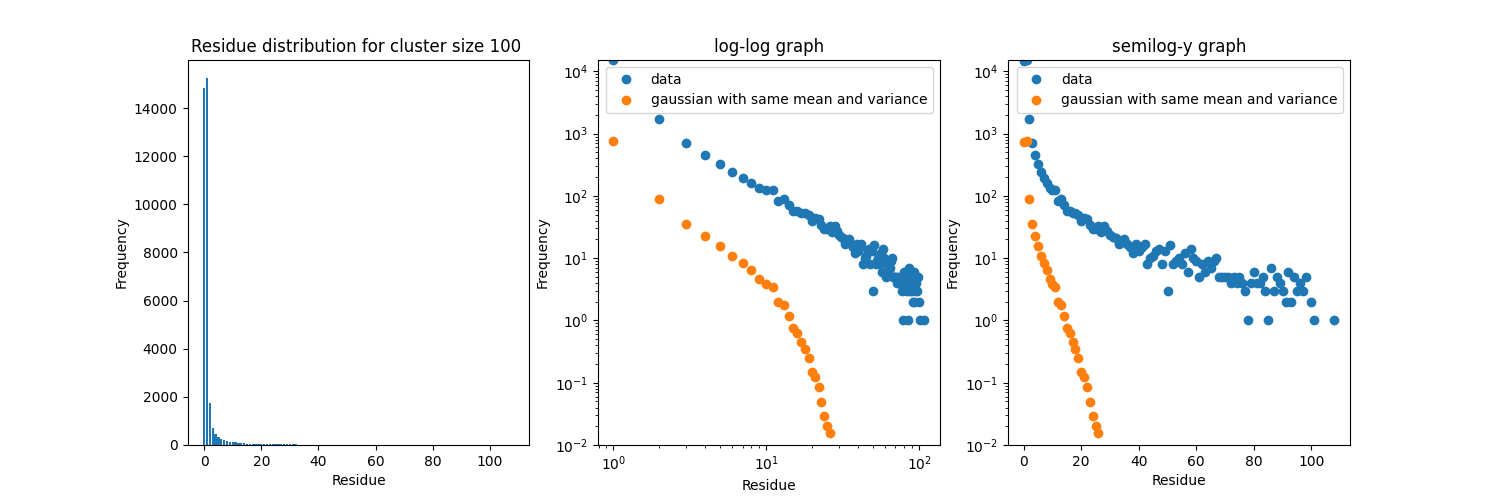 Residue distribution for cluster size 100
14000
12000
10000
8000
6000
4000
2000
0
Frequency
0 20 40 60 80 100
Residue
log-log graph
data
gaussian with same mean and variance
10^4
10^3
10^2
10^1
10^0
10^-1
10^-2
Frequency
10^0 10^1 10^2
Residue
semilog-y graph
data
gaussian with same mean and variance
10^4
10^3
10^2
10^1
10^0
10^-1
10^-2
Frequency
0 20 40 60 80 100
Residue